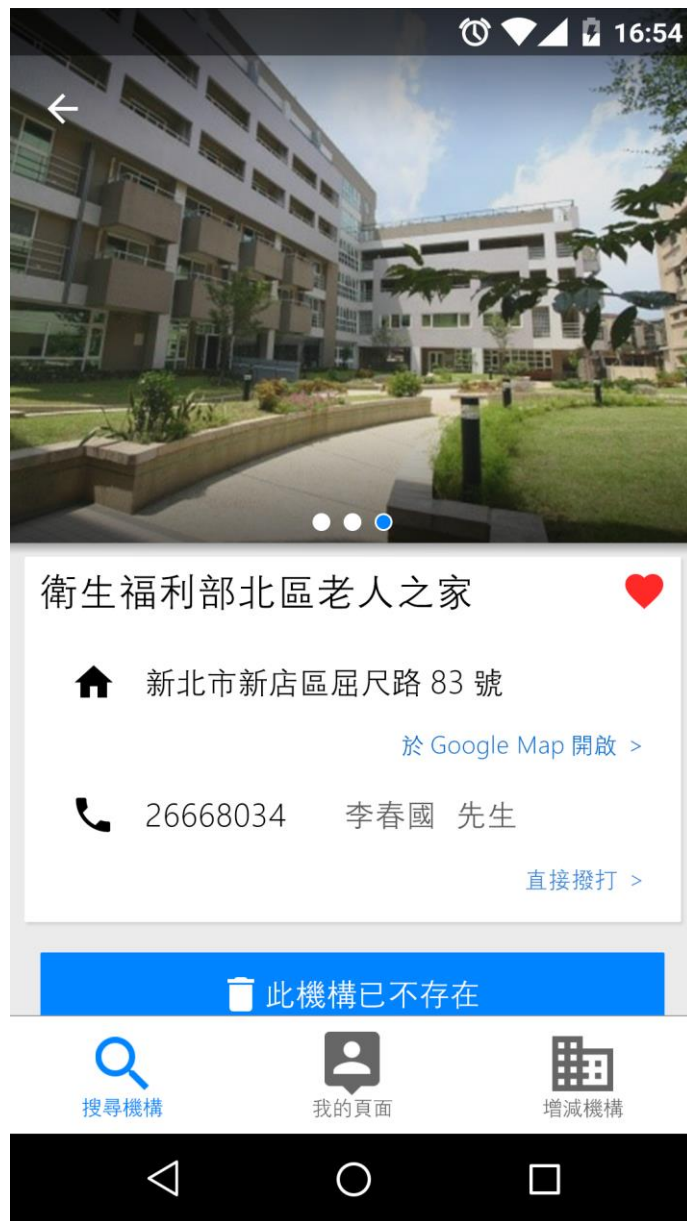 16:54
衛生福利部北區老人之家
新北市新店區屈尺路 83 號
於 Google Map 開啟 >
26668034 李春國 先生
直接撥打 >
此機構已不存在
搜尋機構 我的頁面 增減機構